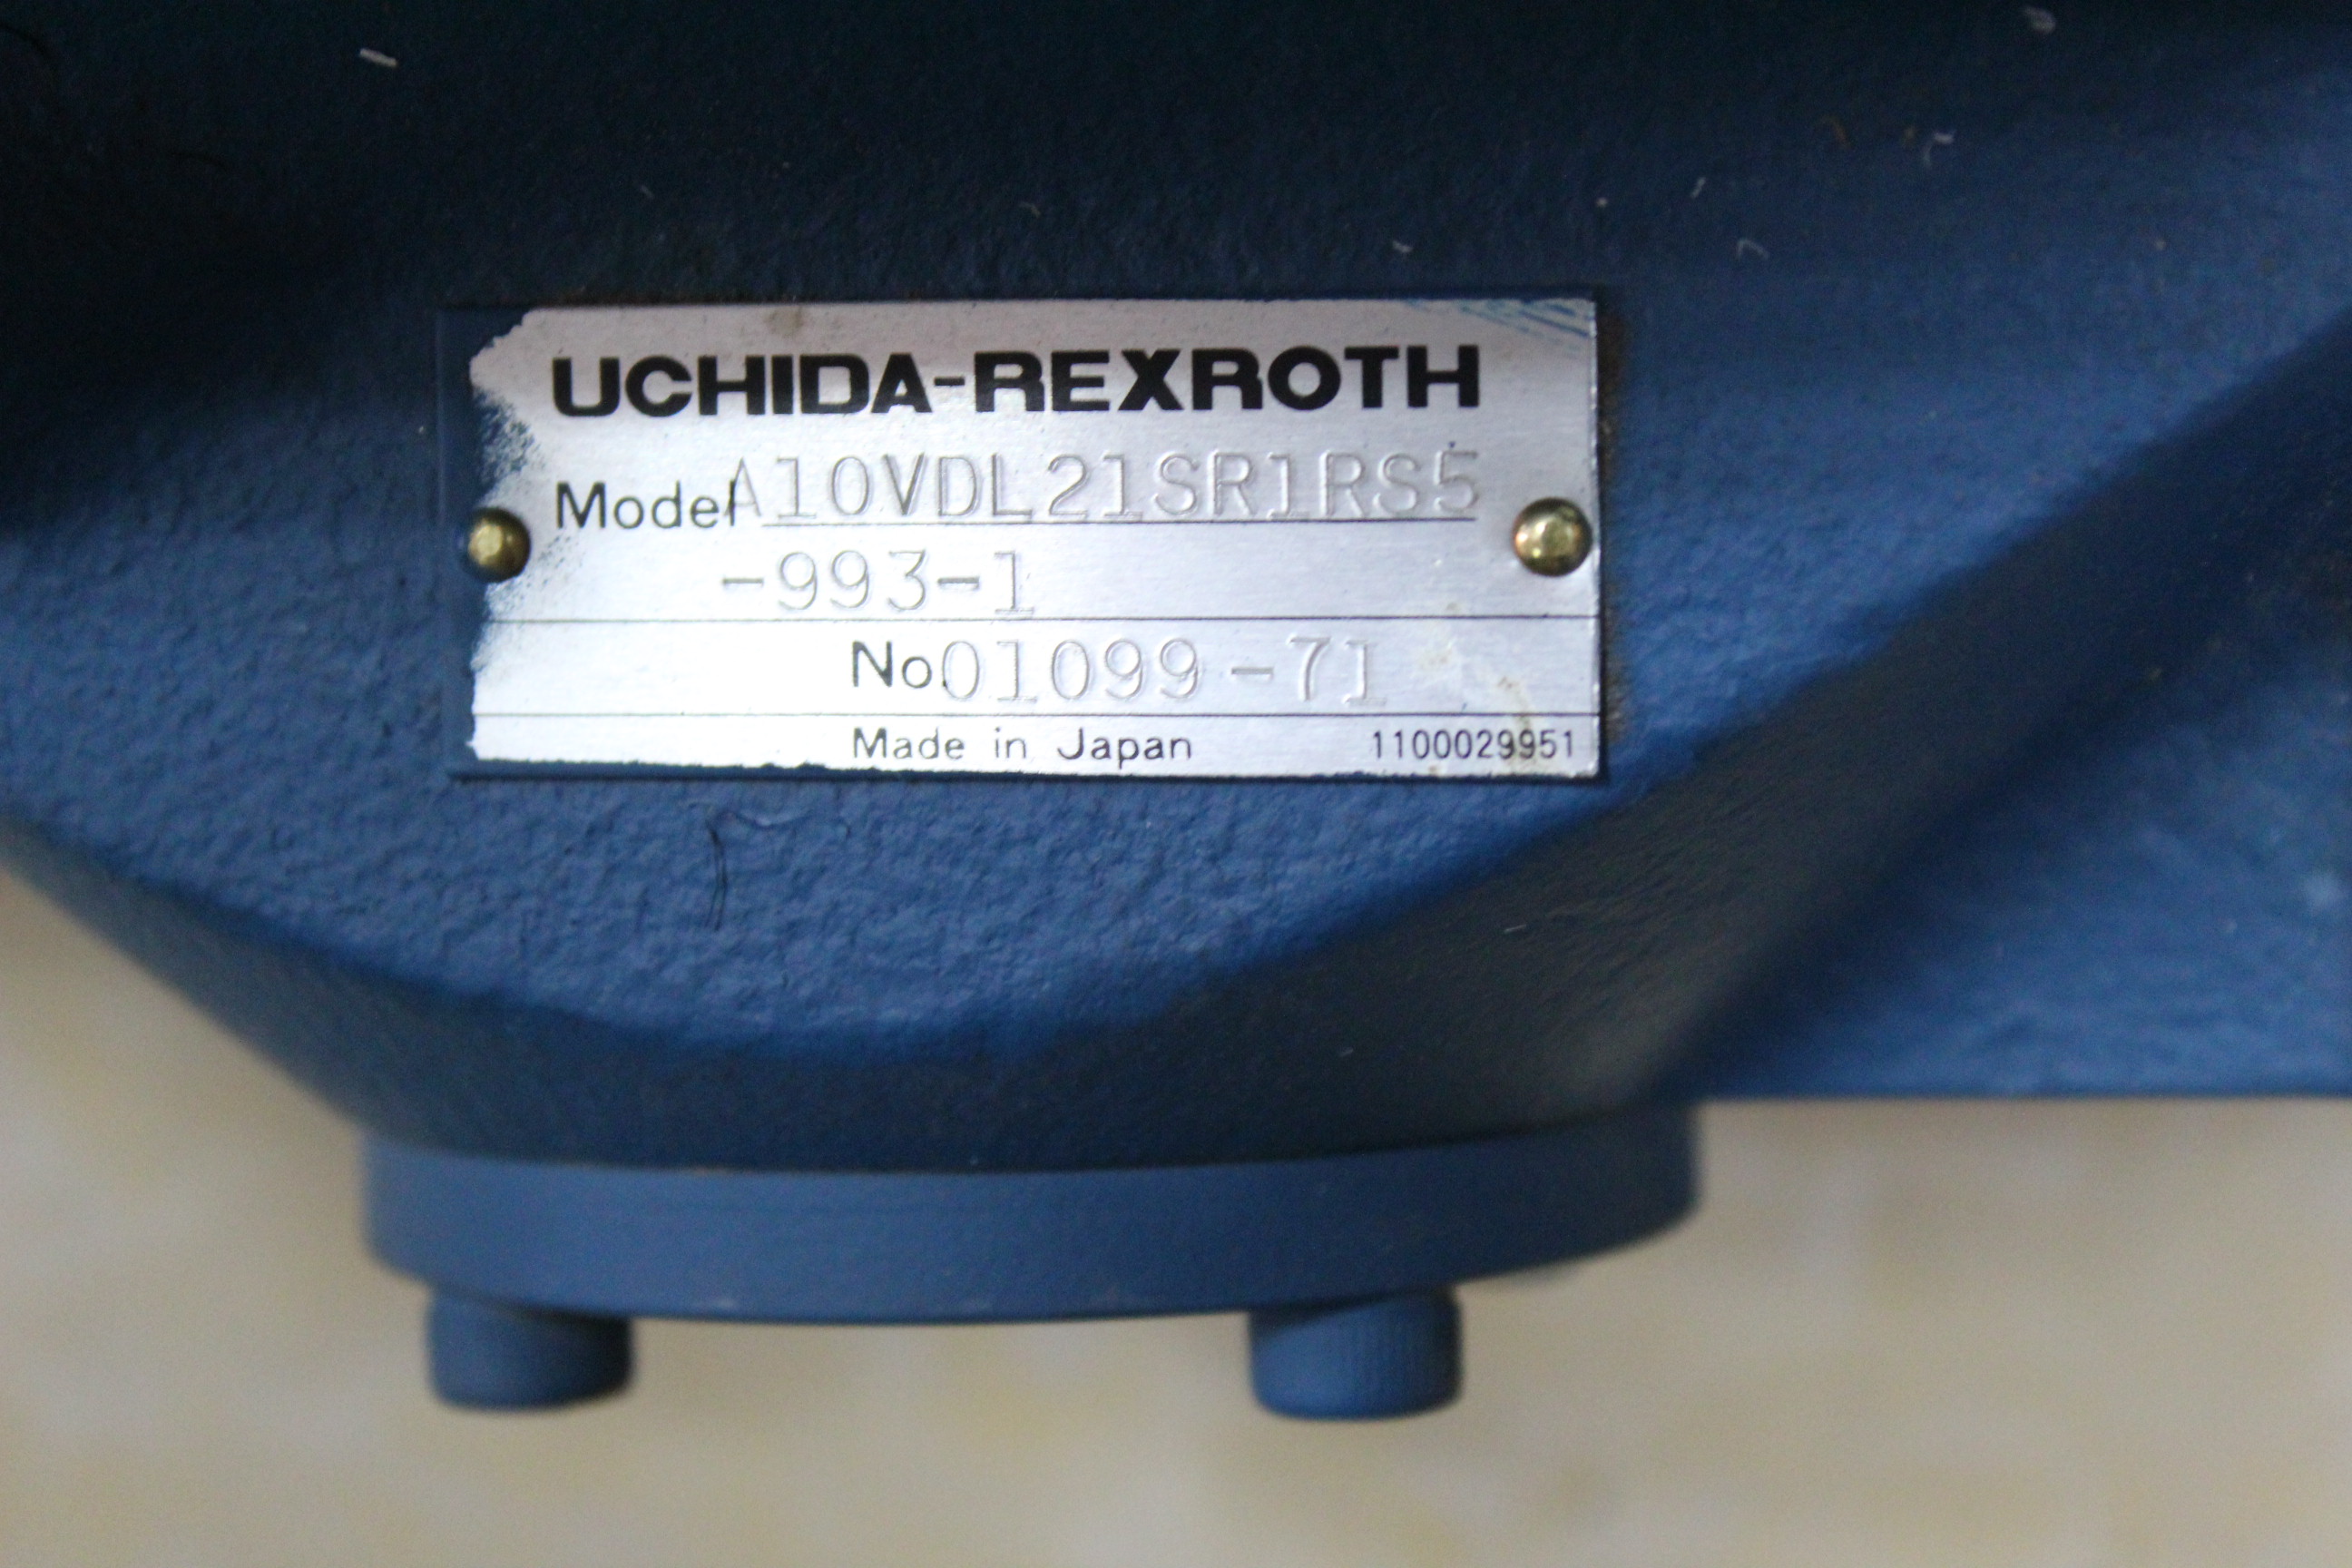 UCHIDA-REXROTH
Model A10VDL21SR1RS5
-993-1
No. 01099-71
Made in Japan 1100029951